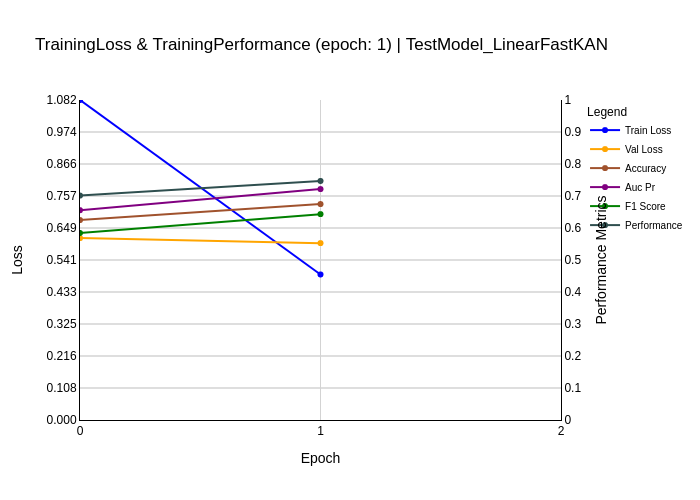 TrainingLoss & TrainingPerformance (epoch: 1) | TestModel_LinearFastKAN
1.082
0.974
0.866
0.757
0.649
0.541
0.433
0.325
0.216
0.108
0.000
Loss
0
1
2
Epoch
1
0.9
0.8
0.7
0.6
0.5
0.4
0.3
0.2
0.1
0
Performance Metrics
Legend
Train Loss
Val Loss
Accuracy
Auc Pr
F1 Score
Performance